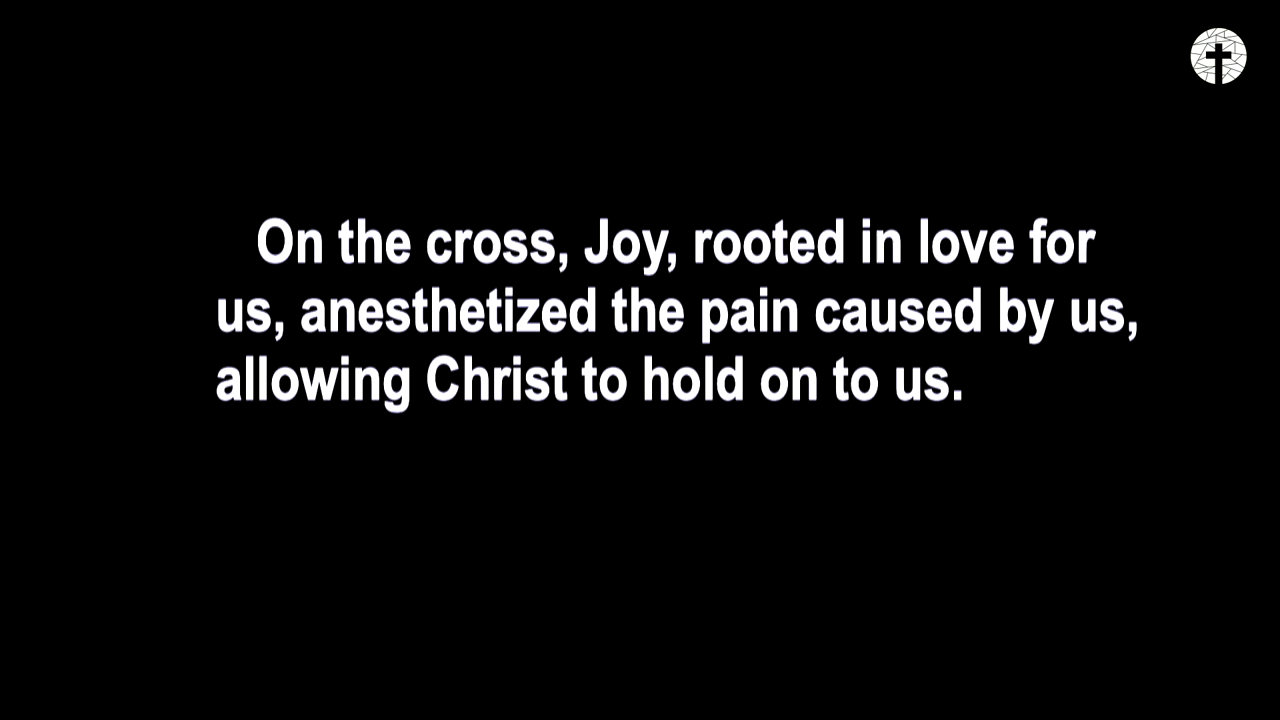 On the cross, Joy, rooted in love for
us, anesthetized the pain caused by us,
allowing Christ to hold on to us.